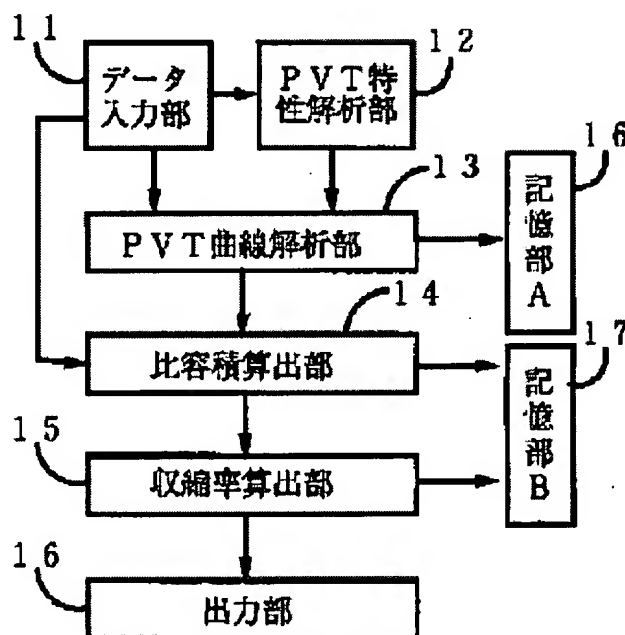 11
データ
入力部
12
PVT特
性解析部
13
PVT曲線解析部
16
記憶部A
14
比容積算出部
17
記憶部B
15
収縮率算出部
16
出力部